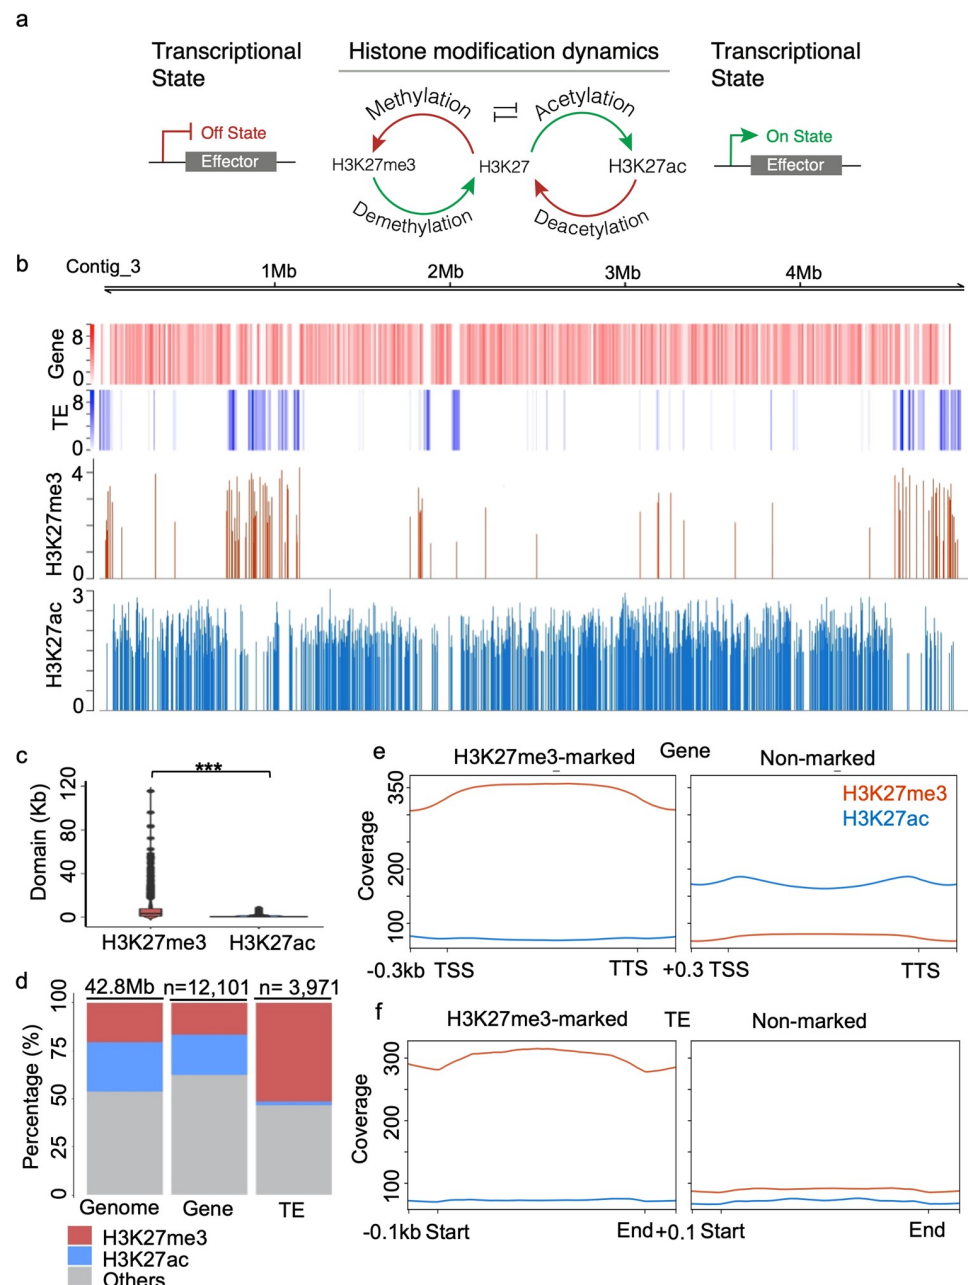 a
Transcriptional
State
Histone modification dynamics
Transcriptional
State
Off State
Effector
Methylation
Acetylation
H3K27me3
H3K27
H3K27ac
Demethylation
Deacetylation
On State
Effector
b
Contig_3
1Mb
2Mb
3Mb
4Mb
Gene
8
0
TE
8
0
H3K27me3
4
0
H3K27ac
3
0
c
***
Domain (Kb)
120
80
40
0
H3K27me3
H3K27ac
d
42.8Mb
n=12,101
n= 3,971
Percentage (%)
100
75
50
25
0
Genome
Gene
TE
H3K27me3
H3K27ac
Others
e
H3K27me3-marked
Gene
Non-marked
H3K27me3
H3K27ac
Coverage
350
200
100
-0.3kb TSS
TTS
+0.3 TSS
TTS
f
H3K27me3-marked
TE
Non-marked
Coverage
300
200
100
-0.1kb Start
End
+0.1 Start
End